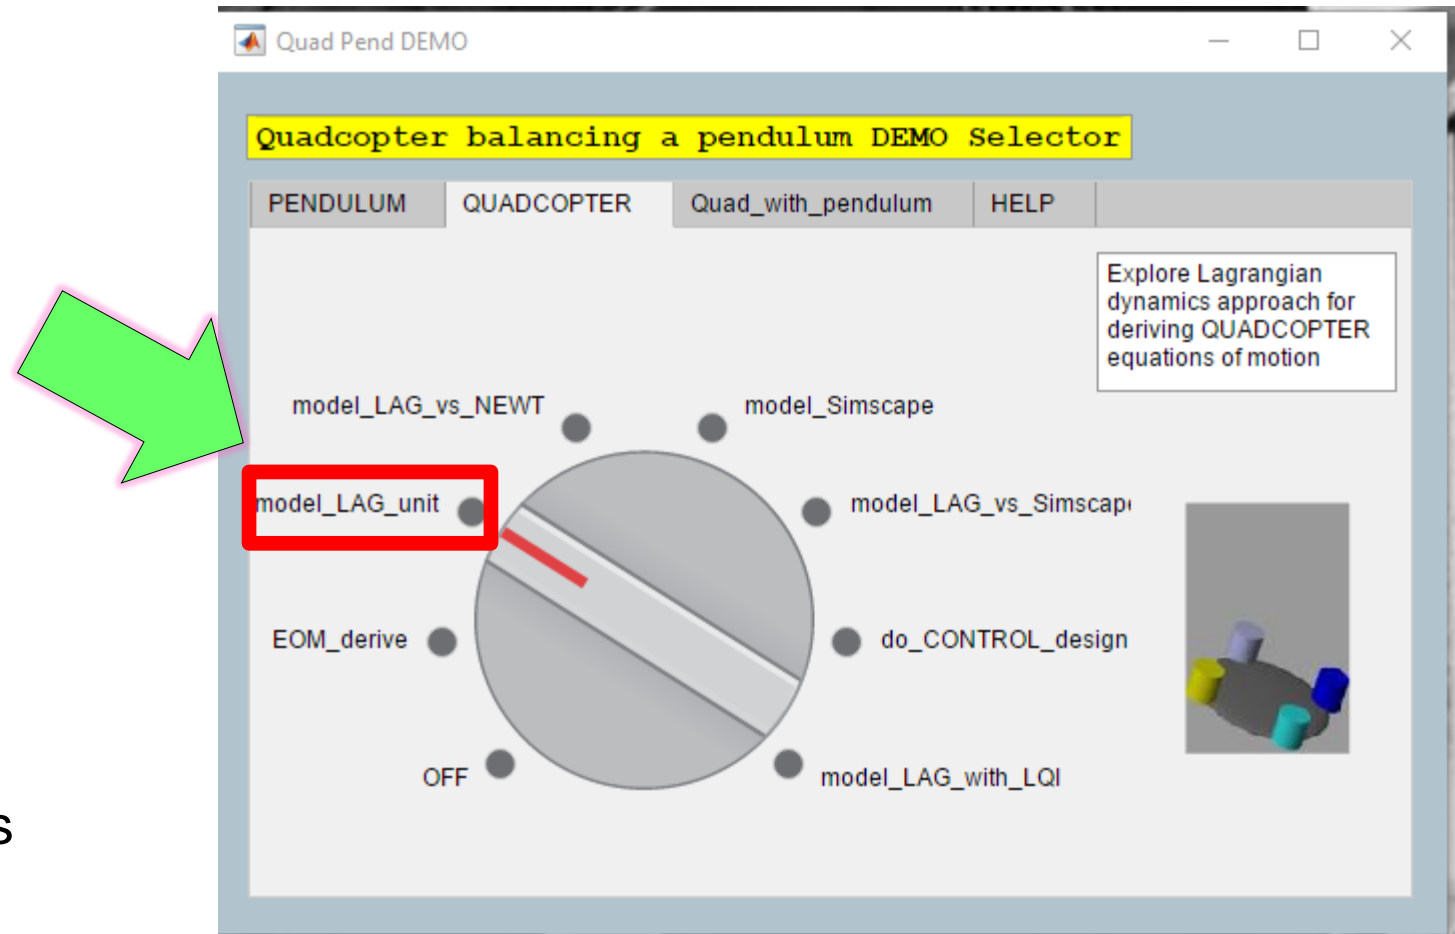 Quad Pend DEMO
Quadcopter balancing a pendulum DEMO Selector
PENDULUM QUADCOPTER Quad_with_pendulum HELP
Explore Lagrangian
dynamics approach for
deriving QUADCOPTER
equations of motion
model_LAG_vs_NEWT
model_Simscape
model_LAG_unit
model_LAG_vs_Simscap
EOM_derive
do_CONTROL_design
OFF
model_LAG_with_LQI
s